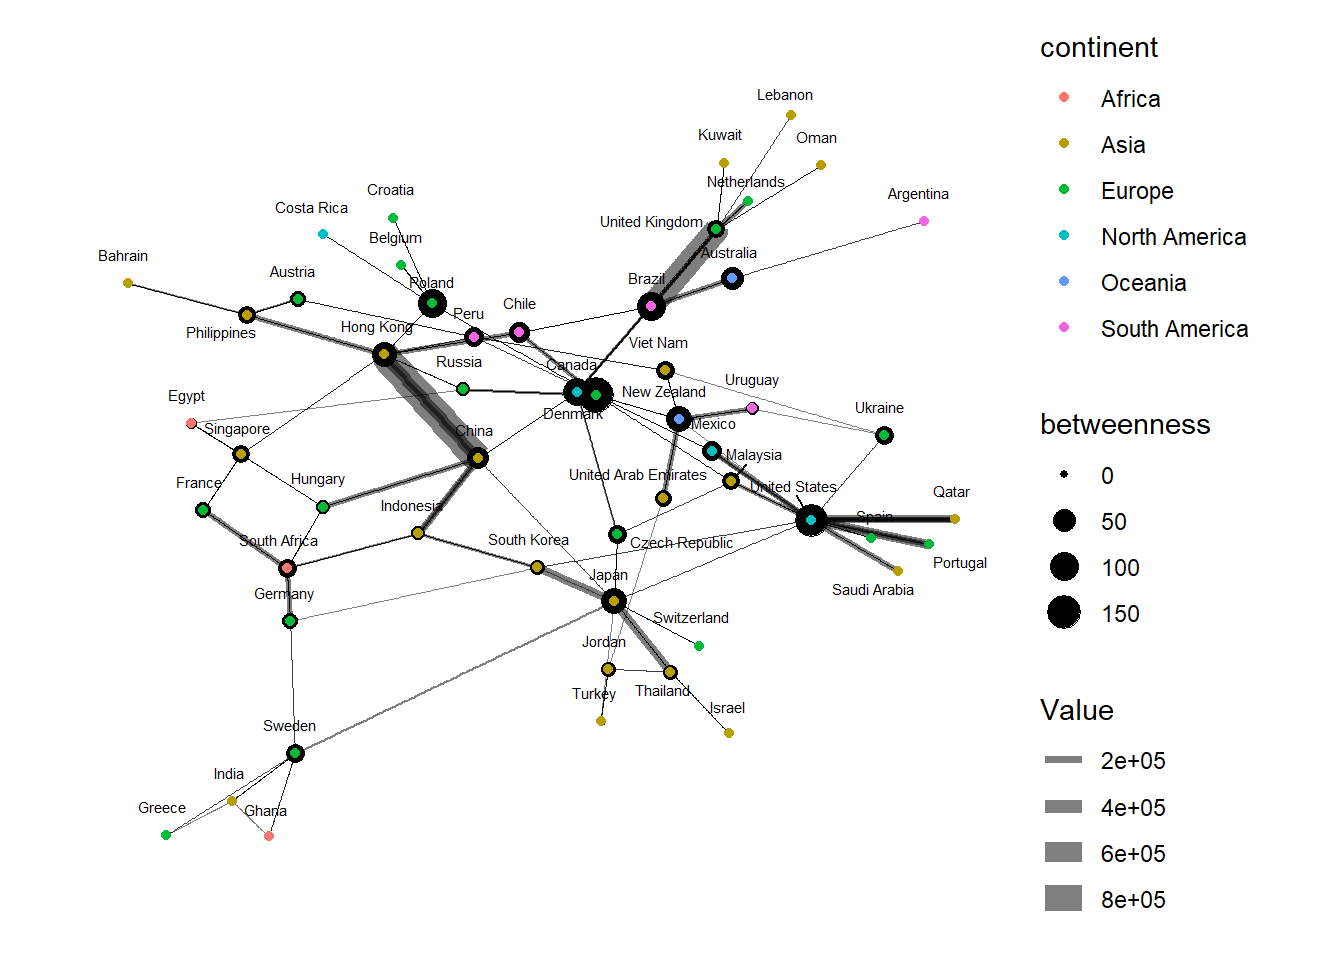 continent
Africa
Asia
Europe
North America
Oceania
South America
betweenness
0
50
100
150
Value
2e+05
4e+05
6e+05
8e+05
Lebanon
Kuwait
Oman
Netherlands
Argentina
Croatia
Costa Rica
United Kingdom
Belgium
Australia
Bahrain
Austria
Poland
Brazil
Chile
Peru
Philippines
Hong Kong
Viet Nam
Russia
Canada
Uruguay
New Zealand
Egypt
Denmark
Ukraine
Singapore
China
Mexico
Malaysia
United Arab Emirates
France
Hungary
United States
Qatar
Indonesia
Spain
South Africa
South Korea
Czech Republic
Portugal
Japan
Saudi Arabia
Germany
Switzerland
Jordan
Turkey
Thailand
Israel
Sweden
India
Greece
Ghana